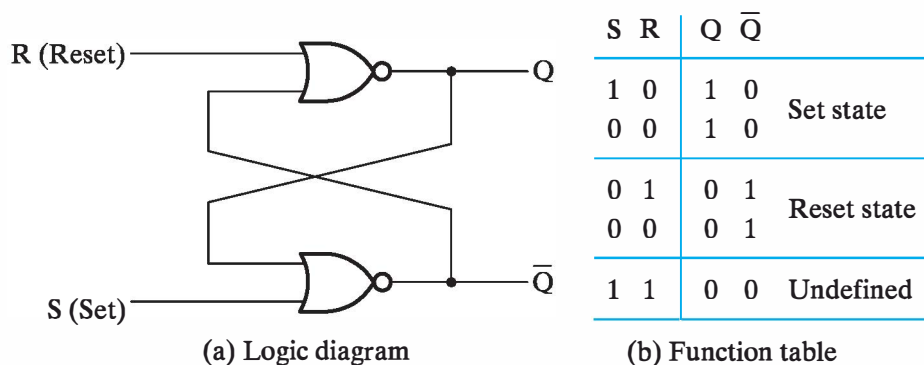 R (Reset)
Q
Q̅
S (Set)
(a) Logic diagram
S R Q Q̅
1 0 1 0 Set state
0 0 1 0
0 1 0 1 Reset state
0 0 0 1
1 1 0 0 Undefined
(b) Function table